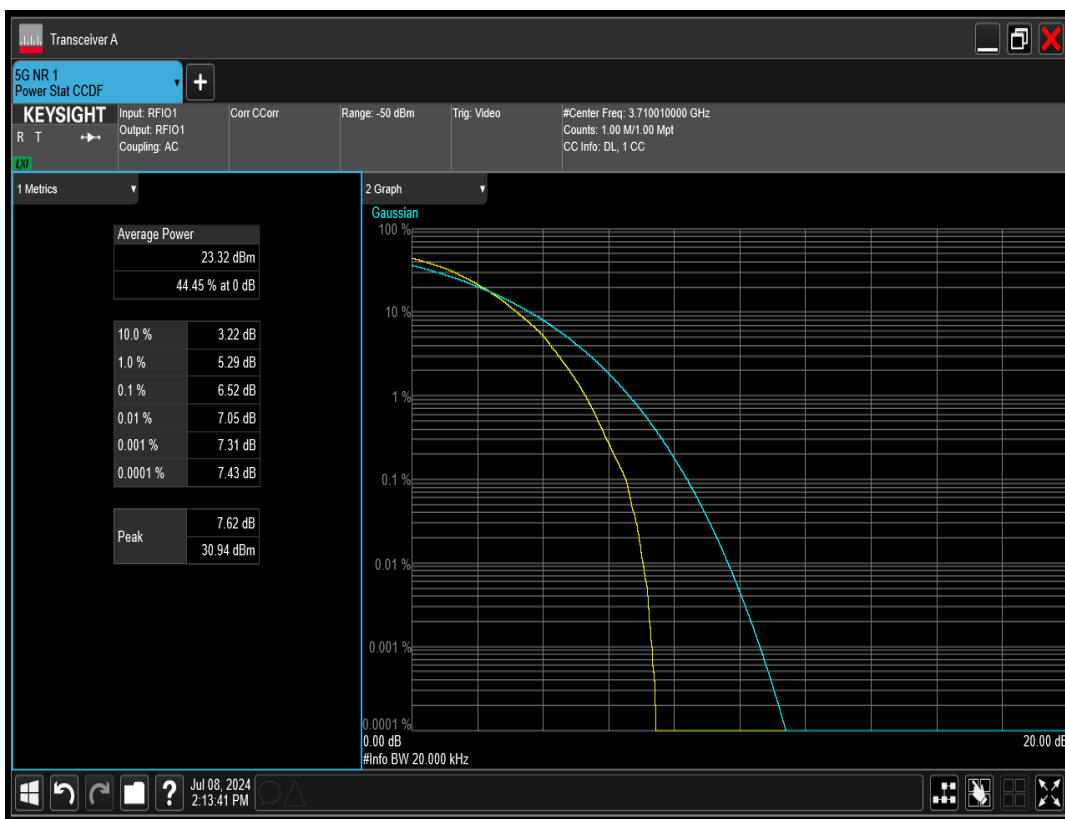 Transceiver A
5G NR 1
Power Stat CCDF
+
KEYSIGHT
R T
LXI
Input: RFIO1
Output: RFIO1
Coupling: AC
Corr CCorr
Range: -50 dBm
Trig: Video
#Center Freq: 3.710010000 GHz
Counts: 1.00 M/1.00 Mpt
CC Info: DL, 1 CC
1 Metrics
Average Power
23.32 dBm
44.45 % at 0 dB
10.0 % 3.22 dB
1.0 % 5.29 dB
0.1 % 6.52 dB
0.01 % 7.05 dB
0.001 % 7.31 dB
0.0001 % 7.43 dB
Peak
7.62 dB
30.94 dBm
2 Graph
Gaussian
100 %
10 %
1 %
0.1 %
0.01 %
0.001 %
0.0001 %
0.00 dB 20.00 dB
#Info BW 20.000 kHz
?
Jul 08, 2024
2:13:41 PM